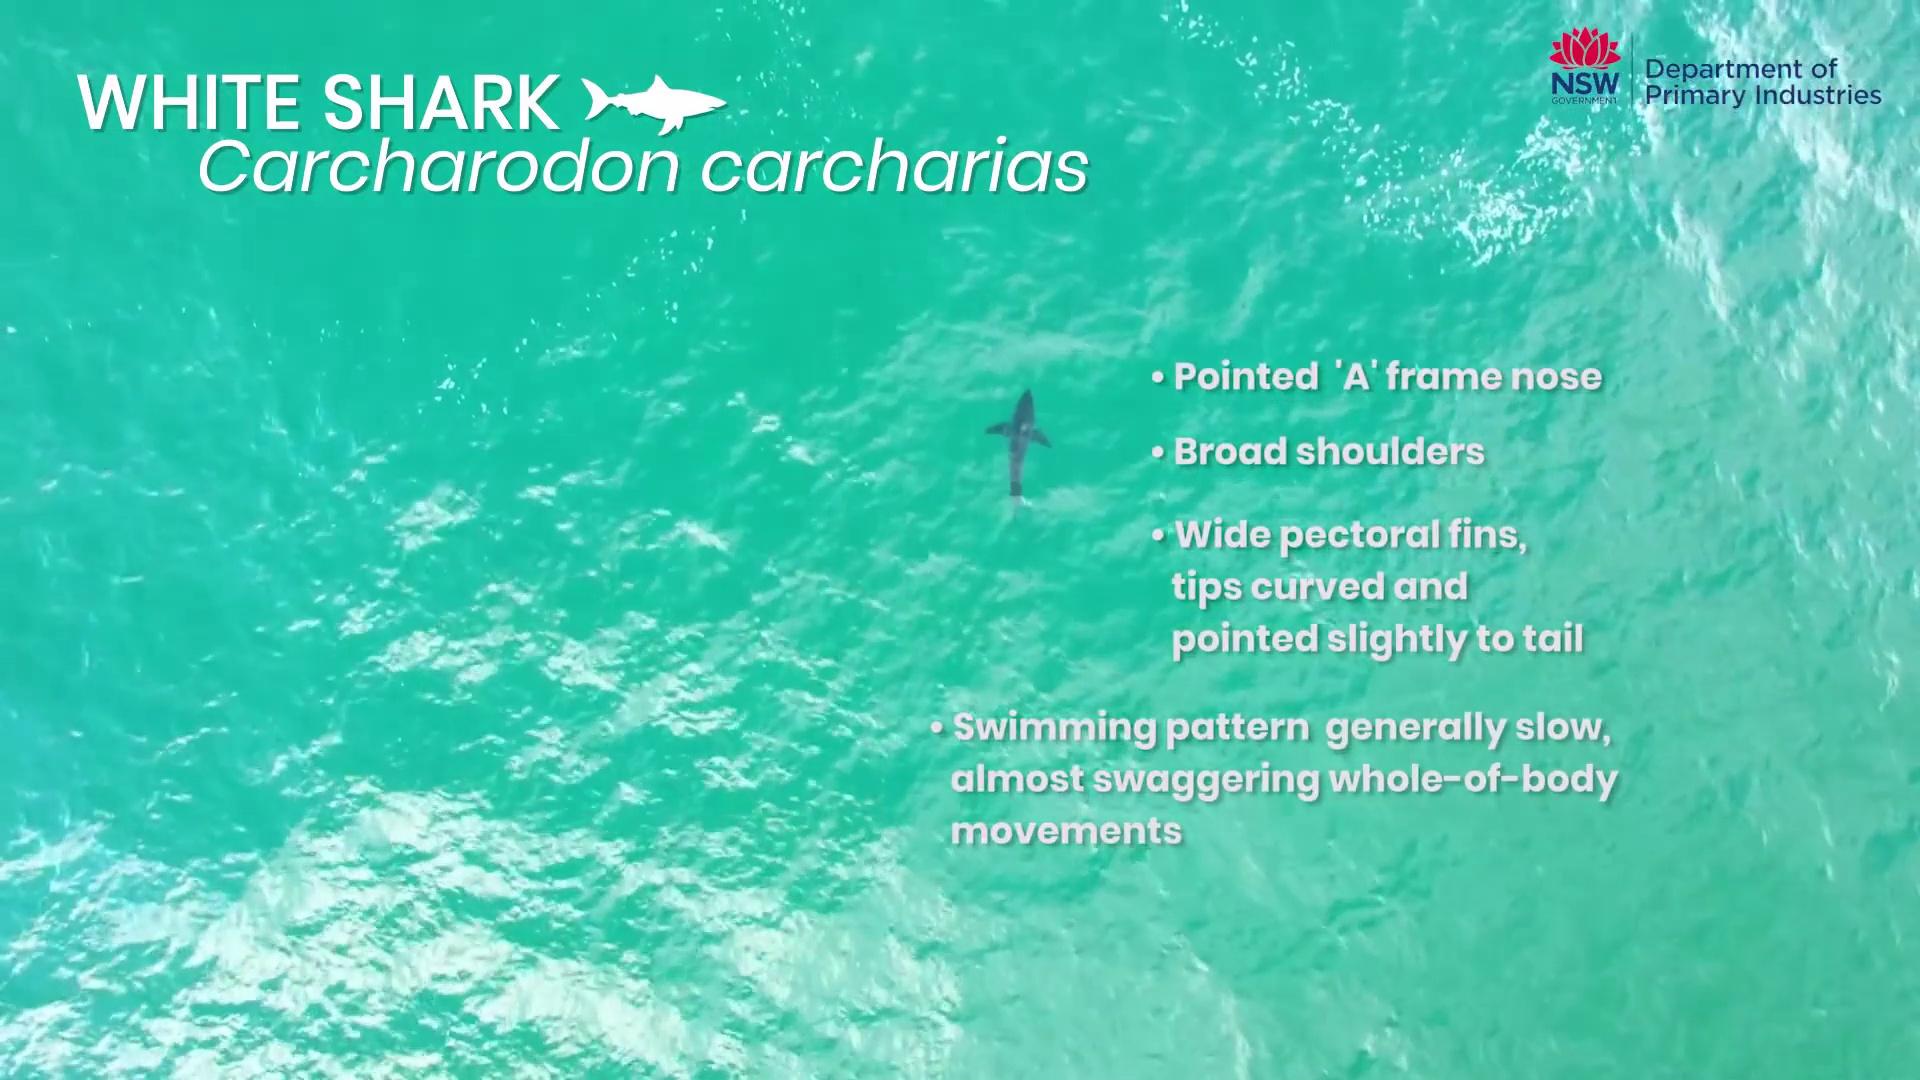 WHITE SHARK
Carcharodon carcharias
NSW
GOVERNMENT
Department of
Primary Industries
• Pointed 'A' frame nose
• Broad shoulders
• Wide pectoral fins,
tips curved and
pointed slightly to tail
• Swimming pattern generally slow,
almost swaggering whole-of-body
movements